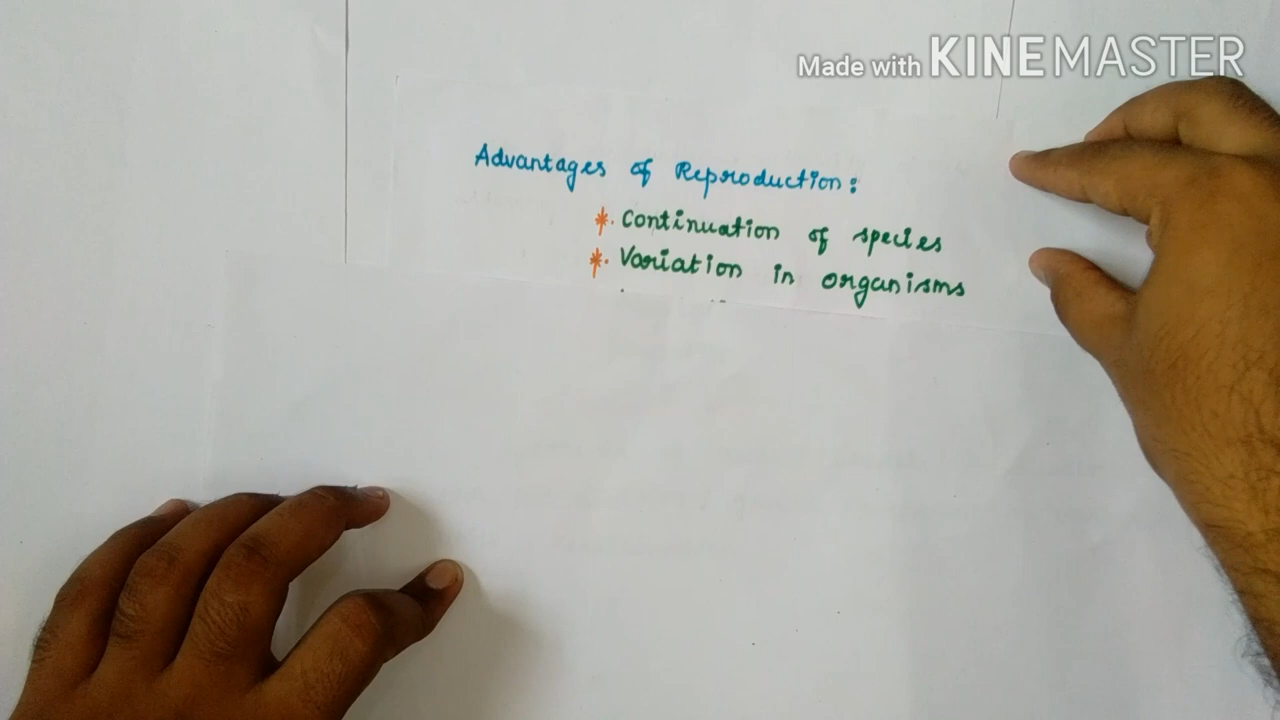 Made with KINEMASTER
Advantages of Reproduction:
*. Continuation of species
*. Variation in organisms